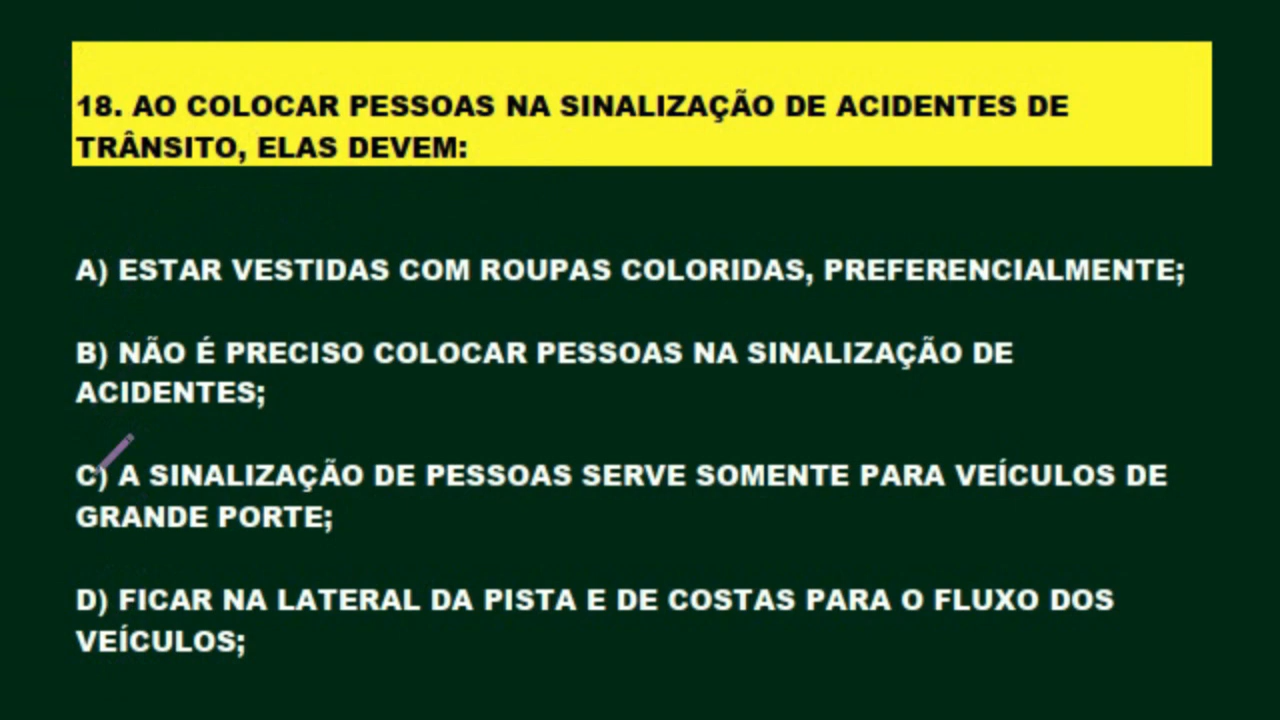 18. AO COLOCAR PESSOAS NA SINALIZAÇÃO DE ACIDENTES DE
TRÂNSITO, ELAS DEVEM:
A) ESTAR VESTIDAS COM ROUPAS COLORIDAS, PREFERENCIALMENTE;
B) NÃO É PRECISO COLOCAR PESSOAS NA SINALIZAÇÃO DE
ACIDENTES;
C) A SINALIZAÇÃO DE PESSOAS SERVE SOMENTE PARA VEÍCULOS DE
GRANDE PORTE;
D) FICAR NA LATERAL DA PISTA E DE COSTAS PARA O FLUXO DOS
VEÍCULOS;